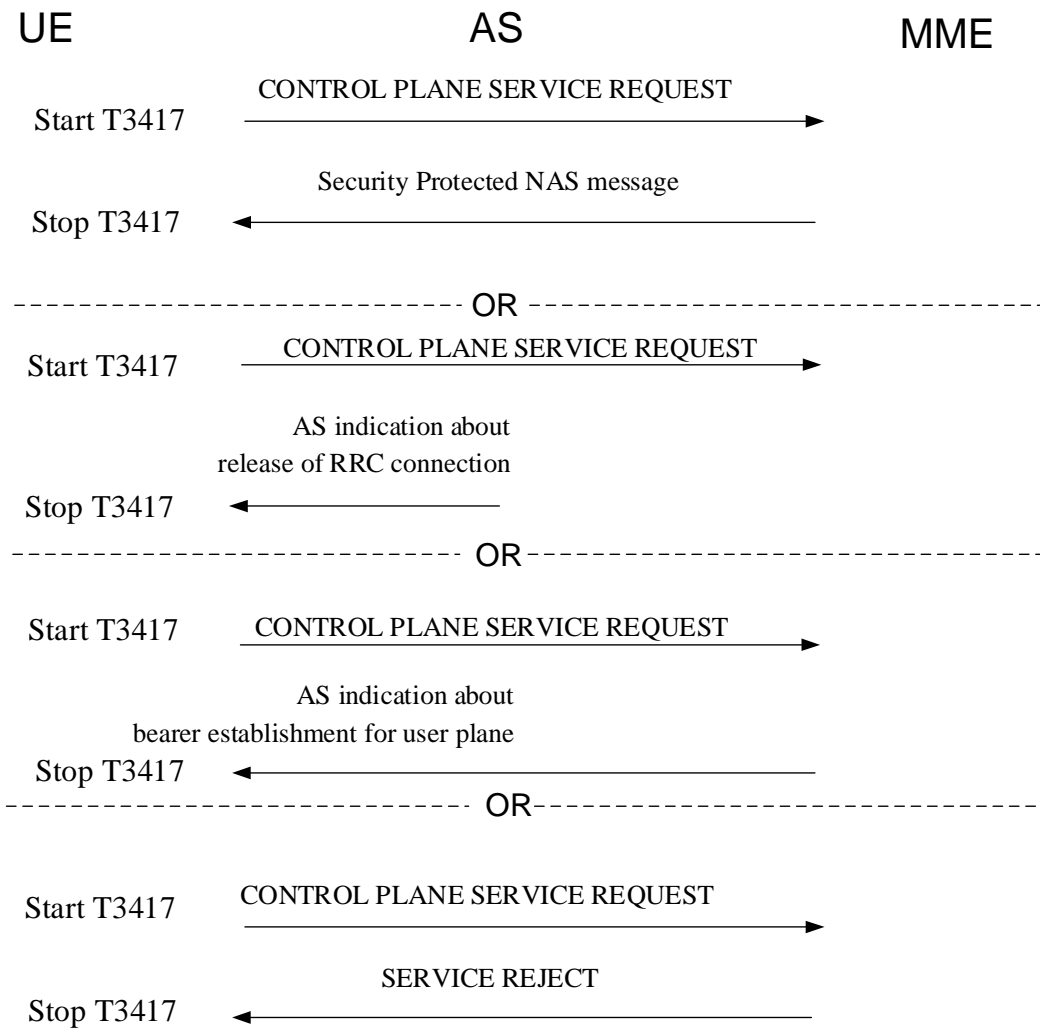 UE AS MME
CONTROL PLANE SERVICE REQUEST
Start T3417
Security Protected NAS message
Stop T3417
OR
CONTROL PLANE SERVICE REQUEST
Start T3417
AS indication about
release of RRC connection
Stop T3417
OR
Start T3417 CONTROL PLANE SERVICE REQUEST
AS indication about
bearer establishment for user plane
Stop T3417
OR
CONTROL PLANE SERVICE REQUEST
Start T3417
SERVICE REJECT
Stop T3417